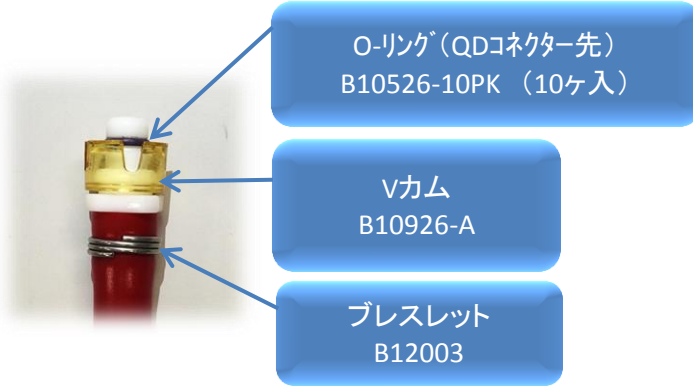 O-ﾘﾝｸﾞ（QDｺﾈｸﾀｰ先）
B10526-10PK （10ヶ入）
Vカム
B10926-A
ブレスレット
B12003